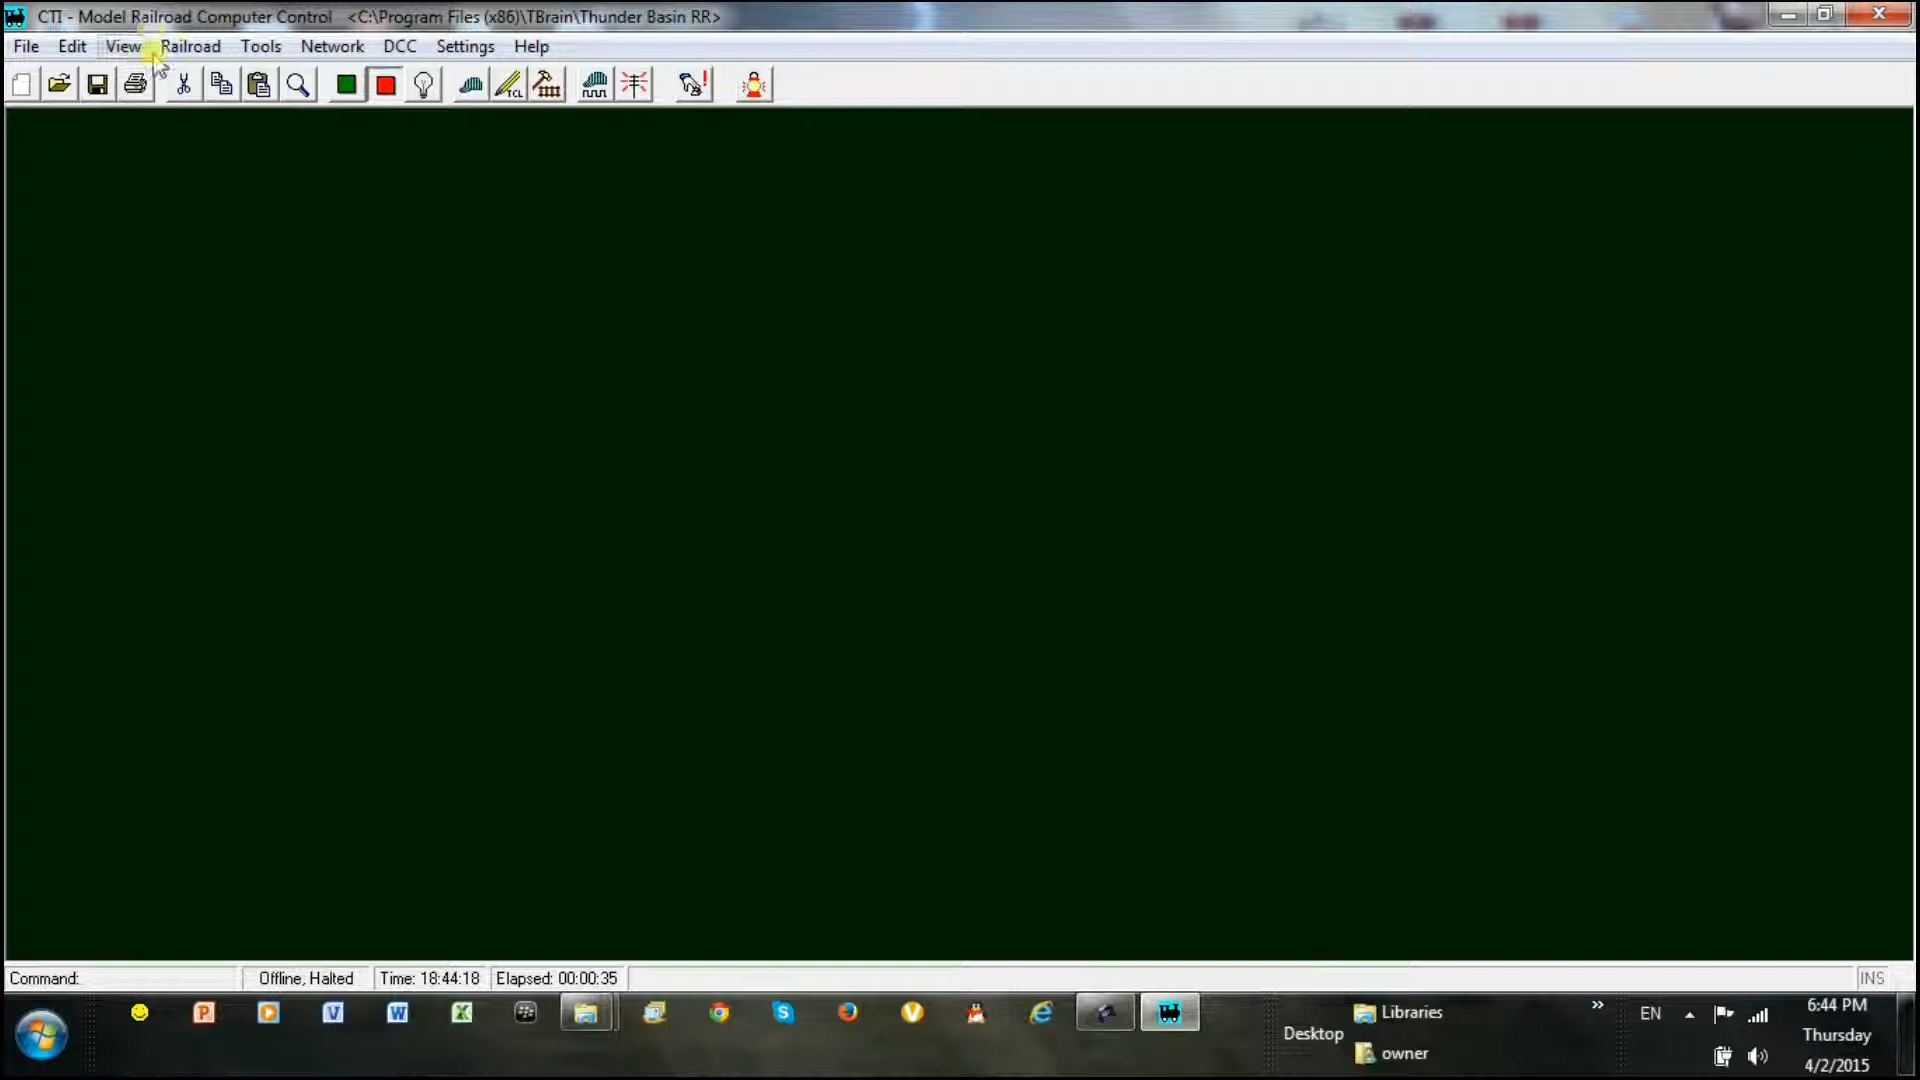 CTI - Model Railroad Computer Control <C:\Program Files (x86)\TBrain\Thunder Basin RR>
File Edit View Railroad Tools Network DCC Settings Help
TCL
Command: Offline, Halted Time: 18:44:18 Elapsed: 00:00:35 INS
Desktop
Libraries
owner
»
EN
6:44 PM
Thursday
4/2/2015